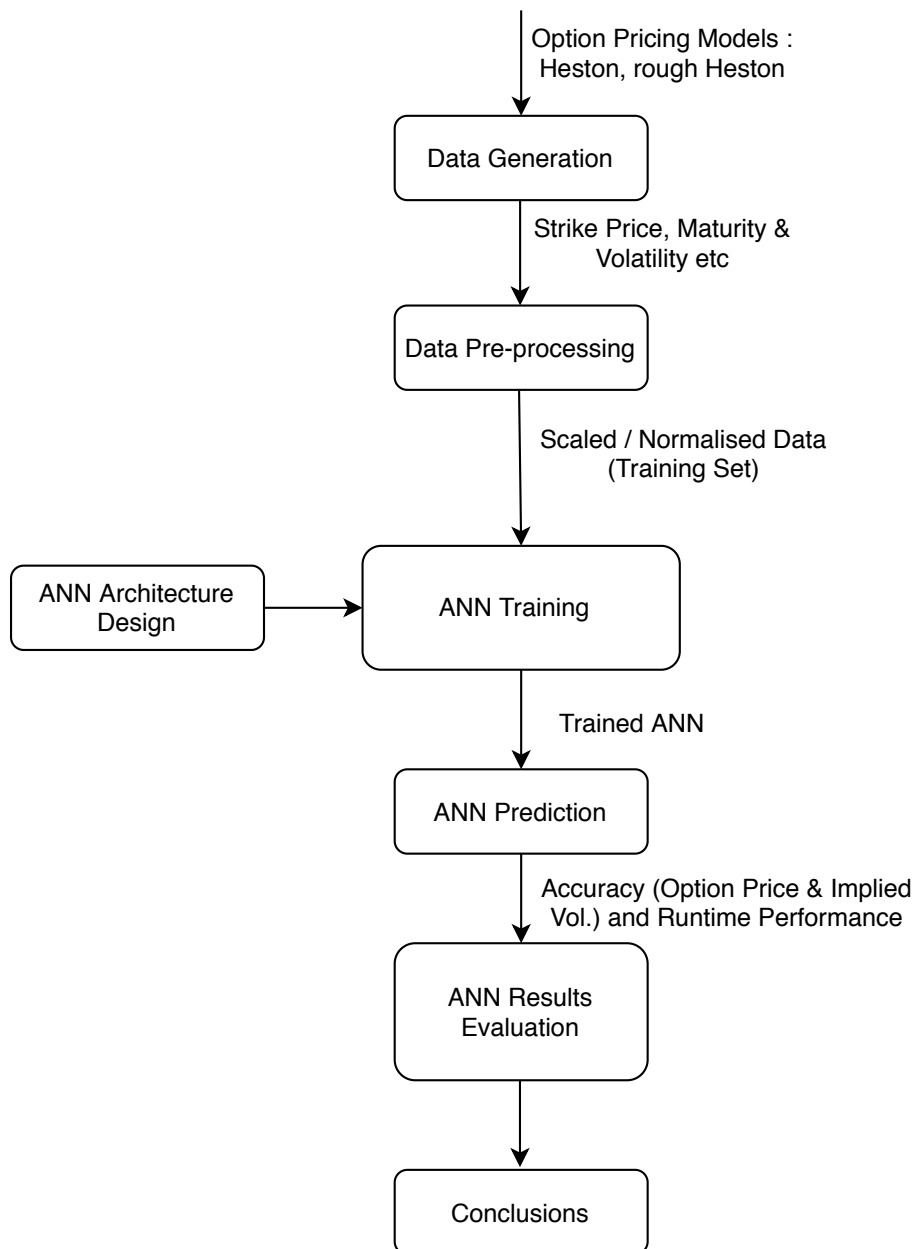 Option Pricing Models :
Heston, rough Heston
Data Generation
Strike Price, Maturity &
Volatility etc
Data Pre-processing
Scaled / Normalised Data
(Training Set)
ANN Architecture
Design
ANN Training
Trained ANN
ANN Prediction
Accuracy (Option Price & Implied
Vol.) and Runtime Performance
ANN Results
Evaluation
Conclusions